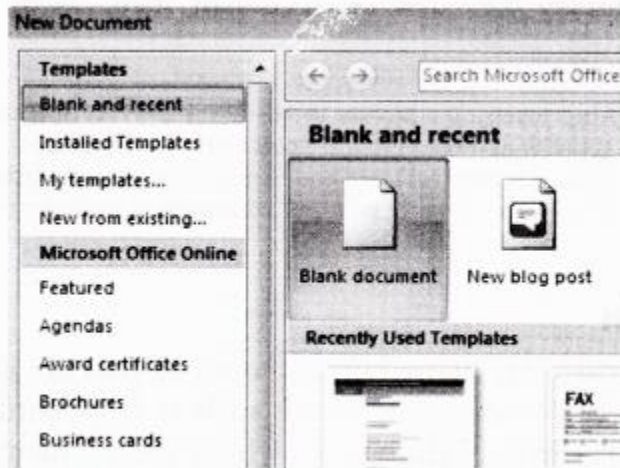 New Document
Templates
Blank and recent
Installed Templates
My templates...
New from existing...
Microsoft Office Online
Featured
Agendas
Award certificates
Brochures
Business cards
Search Microsoft Office
Blank and recent
Blank document
New blog post
Recently Used Templates
FAX